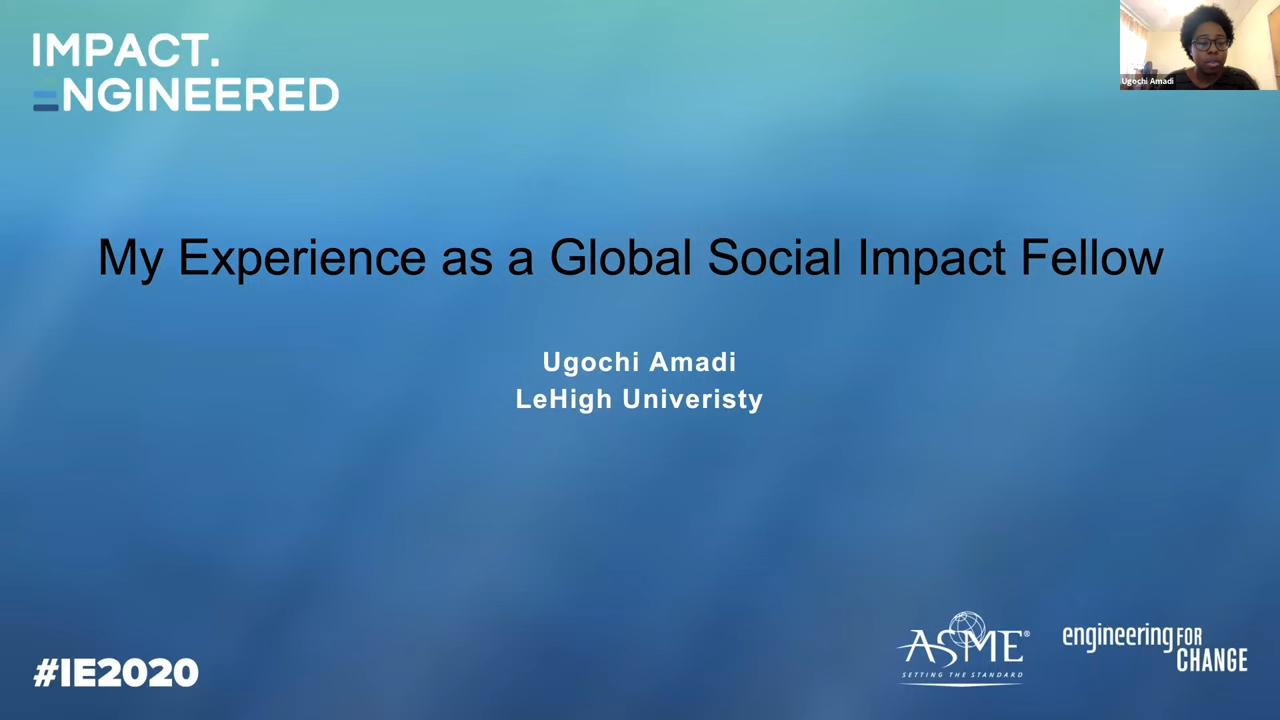 IMPACT.
ENGINEERED
Ugochi Amadi
My Experience as a Global Social Impact Fellow
Ugochi Amadi
LeHigh Univeristy
#IE2020
ASME®
SETTING THE STANDARD
engineering FOR
CHANGE